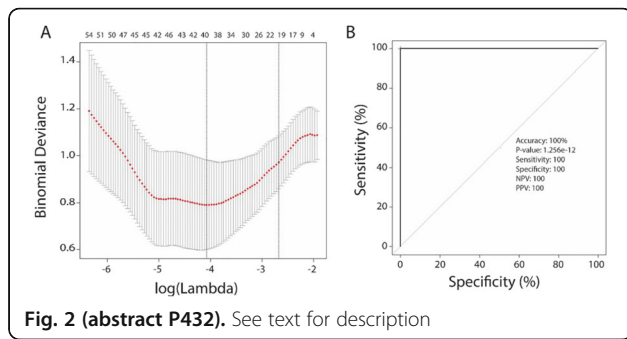 A
54 51 50 47 45 45 42 46 43 42 40 38 34 30 26 22 19 17 9 4
1.4
1.2
1.0
0.8
0.6
Binomial Deviance
-6 -5 -4 -3 -2
log(Lambda)
B
100
80
60
40
20
0
Sensitivity (%)
Accuracy: 100%
P-value: 1.256e-12
Sensitivity: 100
Specificity: 100
NPV: 100
PPV: 100
0 20 40 60 80 100
Specificity (%)
Fig. 2 (abstract P432). See text for description